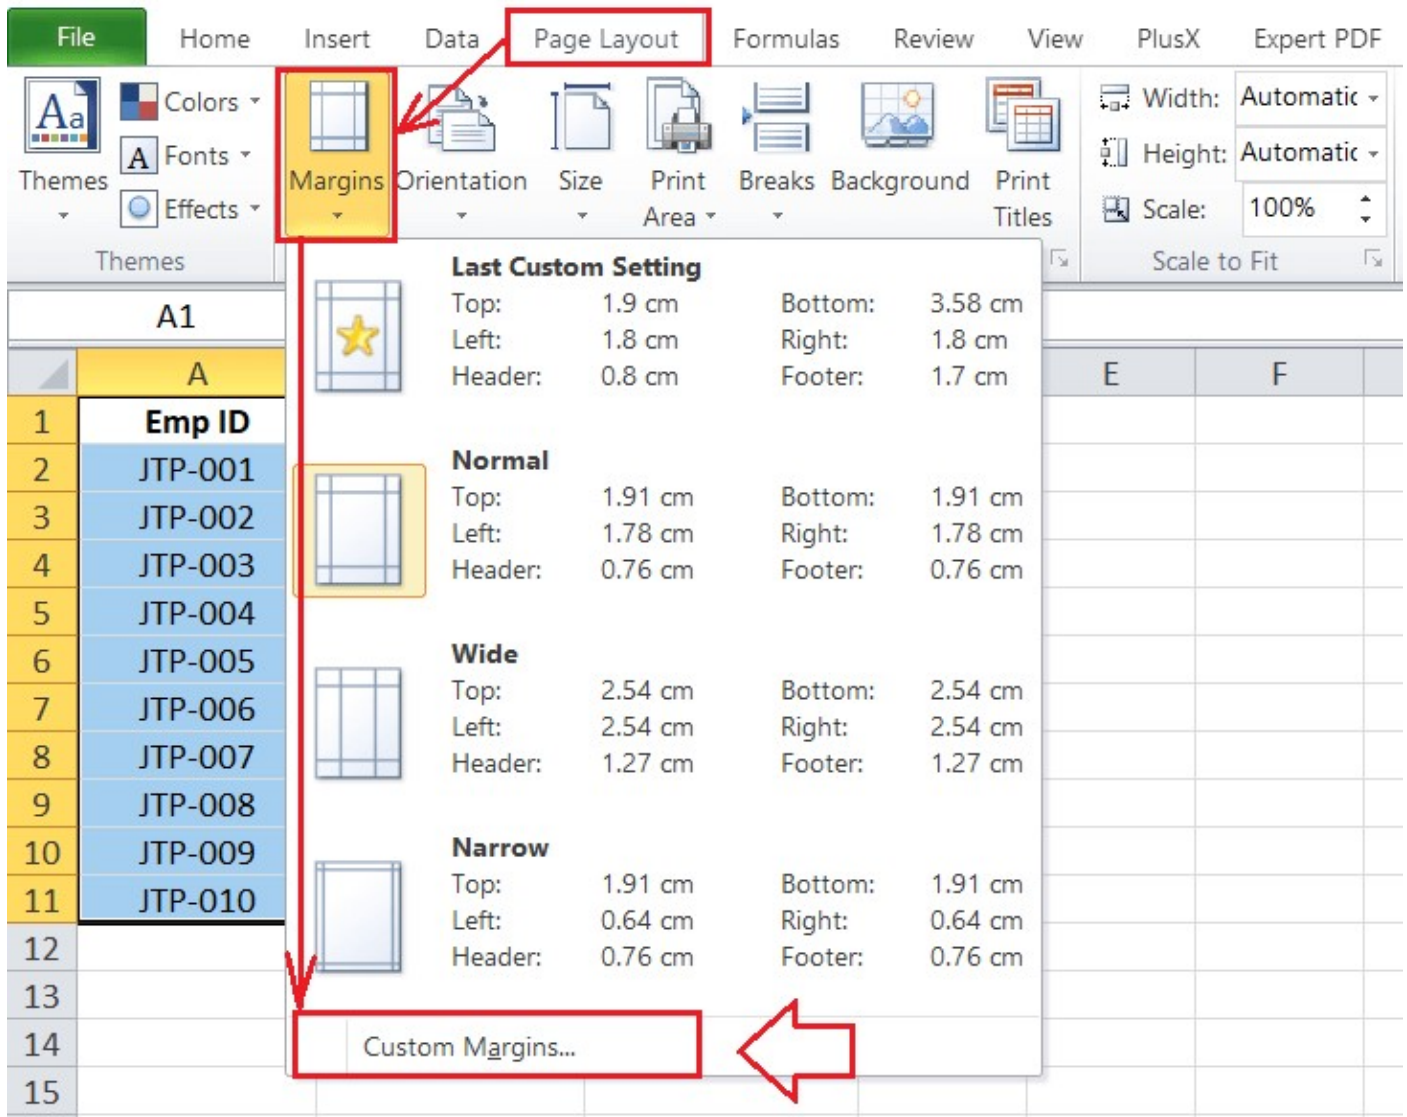 File Home Insert Data Page Layout Formulas Review View PlusX Expert PDF
Aa Themes
Colors
A Fonts
Effects
Margins Orientation Size Print Area Breaks Background Print Titles
Width: Automatic
Height: Automatic
Scale: 100%
Themes Scale to Fit
A1
A E F
1 Emp ID
2 JTP-001
3 JTP-002
4 JTP-003
5 JTP-004
6 JTP-005
7 JTP-006
8 JTP-007
9 JTP-008
10 JTP-009
11 JTP-010
12
13
14
15
Last Custom Setting
Top: 1.9 cm Bottom: 3.58 cm
Left: 1.8 cm Right: 1.8 cm
Header: 0.8 cm Footer: 1.7 cm
Normal
Top: 1.91 cm Bottom: 1.91 cm
Left: 1.78 cm Right: 1.78 cm
Header: 0.76 cm Footer: 0.76 cm
Wide
Top: 2.54 cm Bottom: 2.54 cm
Left: 2.54 cm Right: 2.54 cm
Header: 1.27 cm Footer: 1.27 cm
Narrow
Top: 1.91 cm Bottom: 1.91 cm
Left: 0.64 cm Right: 0.64 cm
Header: 0.76 cm Footer: 0.76 cm
Custom Margins...